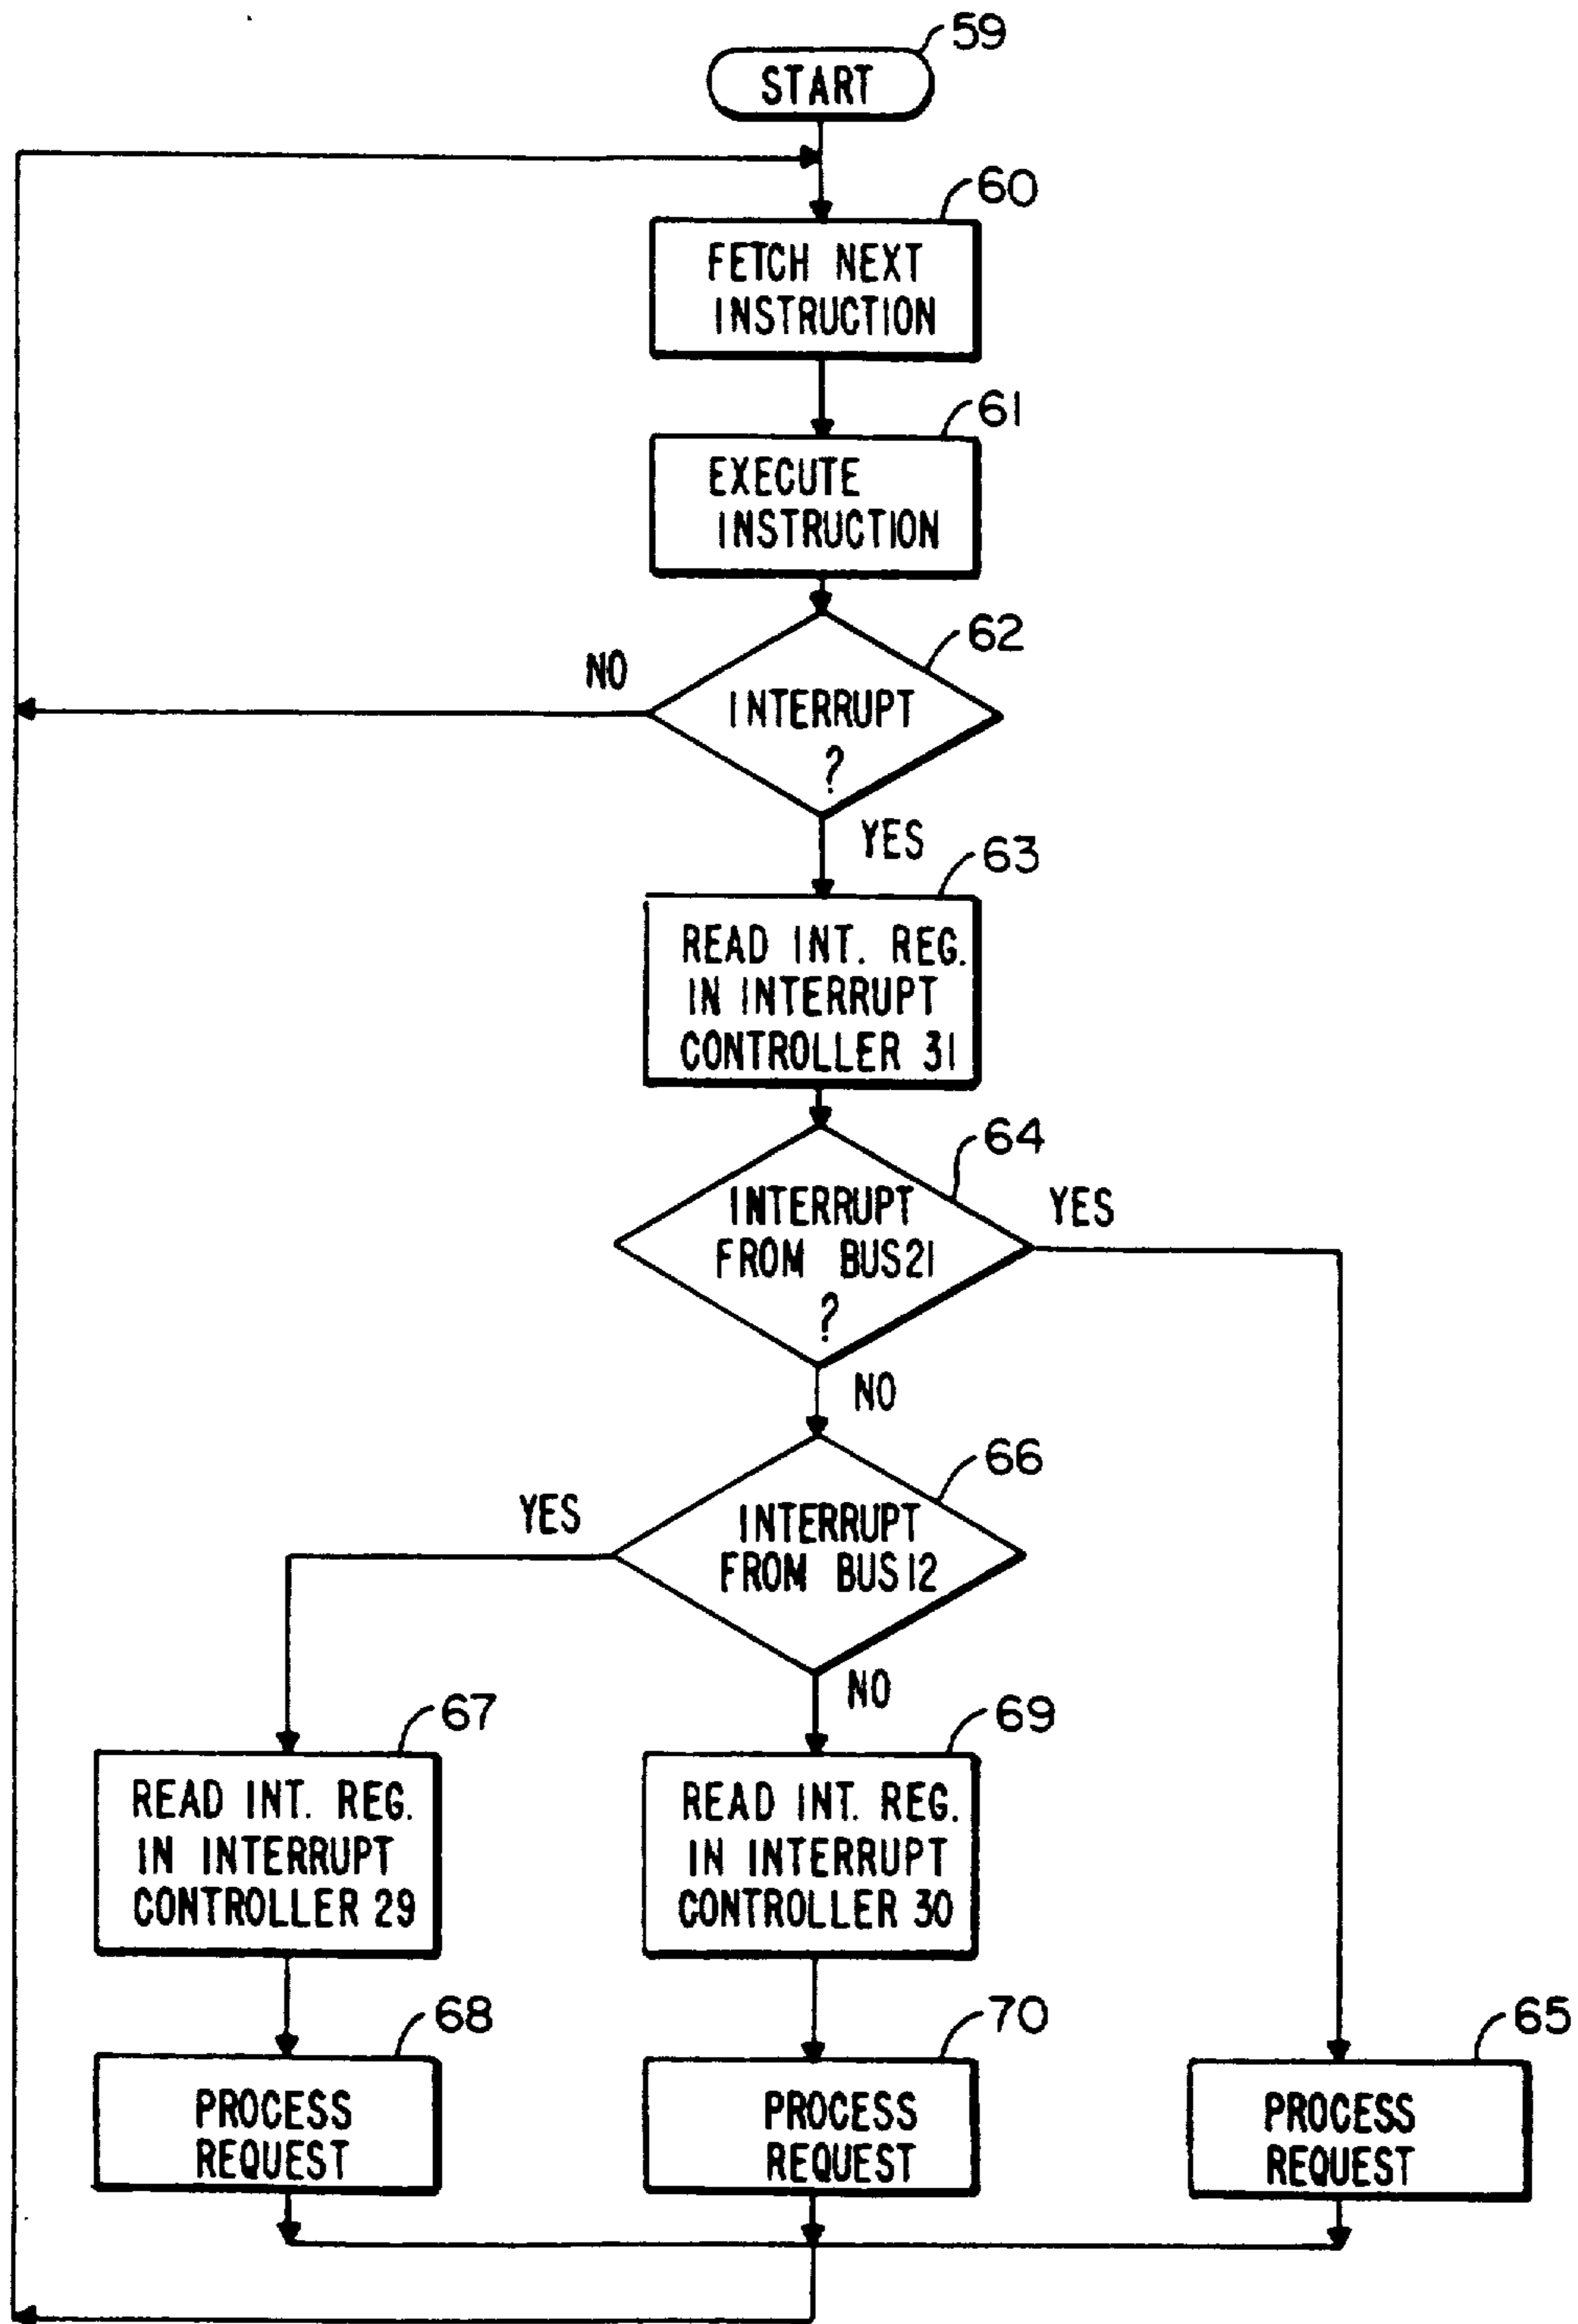 59
START
60
FETCH NEXT
INSTRUCTION
61
EXECUTE
INSTRUCTION
62
NO
INTERRUPT
?
YES
63
READ INT. REG.
IN INTERRUPT
CONTROLLER 31
64
INTERRUPT
FROM BUS21
?
YES
NO
66
YES
INTERRUPT
FROM BUS12
NO
67
READ INT. REG.
IN INTERRUPT
CONTROLLER 29
69
READ INT. REG.
IN INTERRUPT
CONTROLLER 30
68
PROCESS
REQUEST
70
PROCESS
REQUEST
65
PROCESS
REQUEST